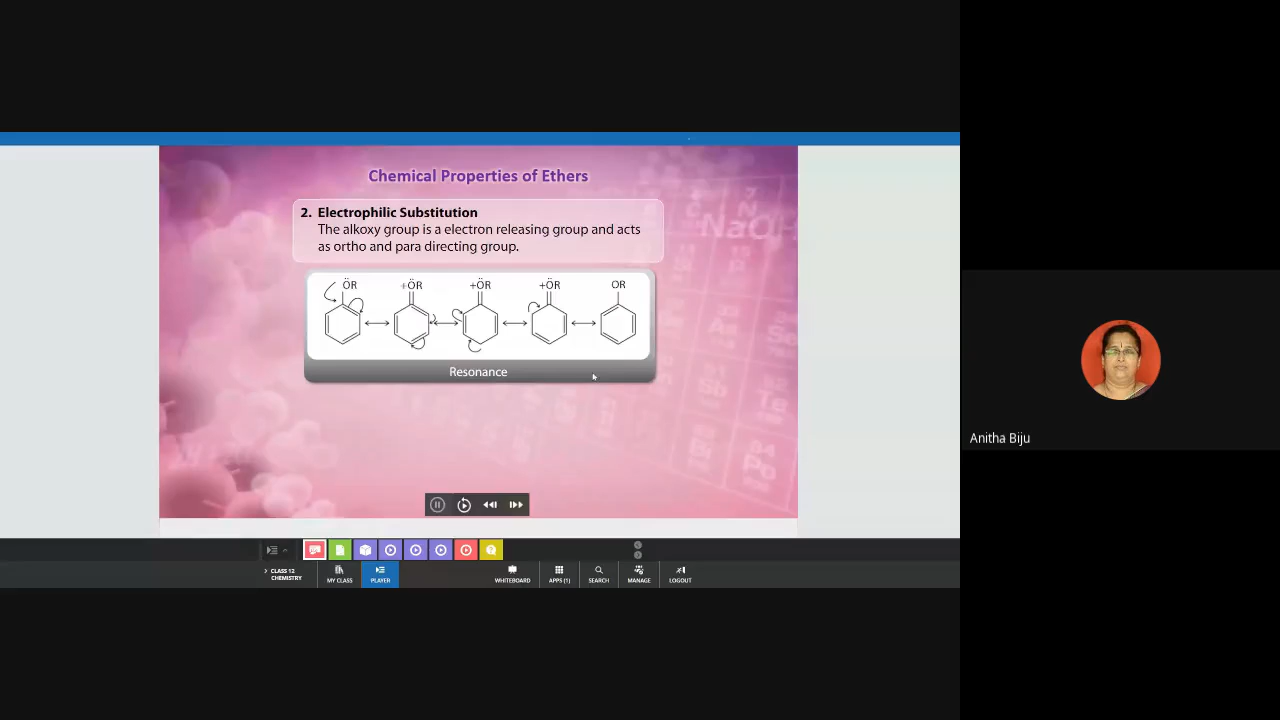 Chemical Properties of Ethers
2. Electrophilic Substitution
The alkoxy group is a electron releasing group and acts
as ortho and para directing group.
ÖR +ÖR +ÖR +ÖR OR
Resonance
NaOH
Anitha Biju
CLASS 12
CHEMISTRY
MY CLASS
PLAYER
WHITEBOARD
APPS (1)
SEARCH
MANAGE
LOGOUT